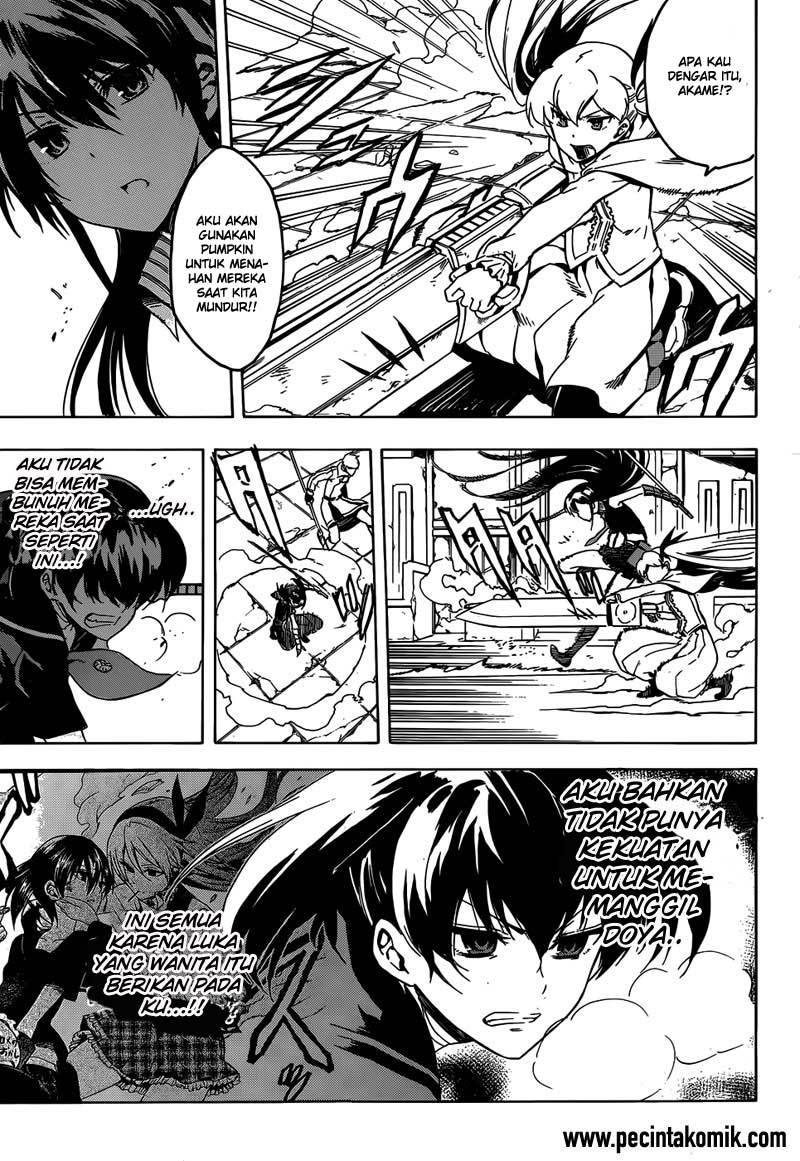 APA KAU
DENGAR ITU,
AKAME!?
AKU AKAN
GUNAKAN
PUMPKIN
UNTUK MENA-
HAN MEREKA
SAAT KITA
MUNDUR!!
...UGH..
AKU TIDAK
BISA MEM-
BUNUH ME-
REKA SAAT
SEPERTI
INI...!
AKU BAHKAN
TIDAK PUNYA
KEKUATAN
UNTUK ME-
MANGGIL
DOYA..
INI SEMUA
KARENA LUKA
YANG WANITA ITU
BERIKAN PADA
KU...!!
www.pecintakomik.com